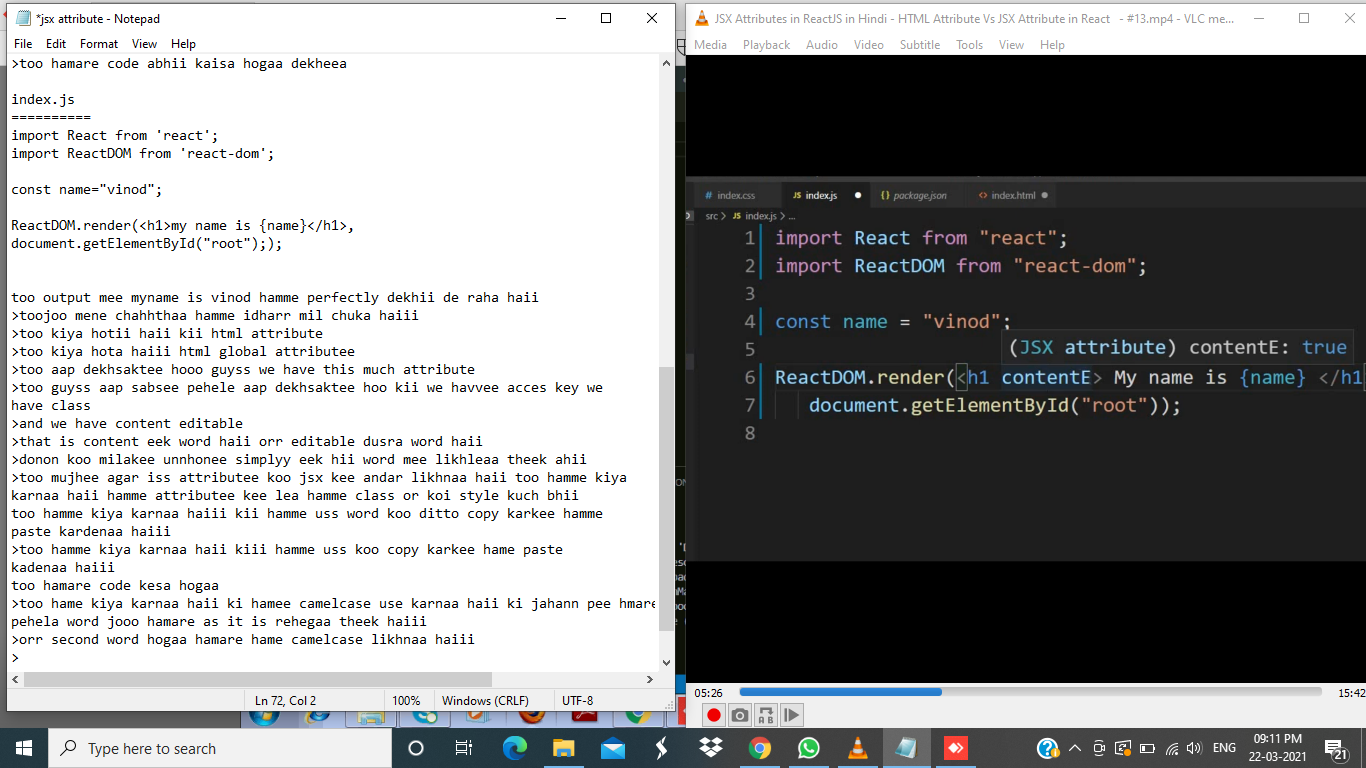 *jsx attribute - Notepad
File Edit Format View Help
>too hamare code abhii kaisa hogaa dekheea
index.js
==========
import React from 'react';
import ReactDOM from 'react-dom';
const name="vinod";
ReactDOM.render(<h1>my name is {name}</h1>,
document.getElementById("root"););
too output mee myname is vinod hamme perfectly dekhii de raha haii
>toojoo mene chahhthaa hamme idharr mil chuka haiii
>too kiya hotii haii kii html attribute
>too kiya hota haiii html global attributee
>too aap dekhsaktee hooo guyss we have this much attribute
>too guyss aap sabsee pehele aap dekhsaktee hoo kii we havvee acces key we
have class
>and we have content editable
>that is content eek word haii orr editable dusra word haii
>donon koo milakee unnhonee simplyy eek hii word mee likhleaa theek ahii
>too mujhee agar iss attributee koo jsx kee andar likhnaa haii too hamme kiya
karnaa haii hamme attributee kee lea hamme class or koi style kuch bhii
too hamme kiya karnaa haiii kii hamme uss word koo ditto copy karkee hamme
paste kardenaa haiii
>too hamme kiya karnaa haii kiii hamme uss koo copy karkee hame paste
kadenaa haiii
too hamare code kesa hogaa
>too hame kiya karnaa haii ki hamee camelcase use karnaa haii ki jahann pee hmare
pehela word jooo hamare as it is rehegaa theek haiii
>orr second word hogaa hamare hame camelcase likhnaa haiii
>
Ln 72, Col 2 100% Windows (CRLF) UTF-8
JSX Attributes in ReactJS in Hindi - HTML Attribute Vs JSX Attribute in React - #13.mp4 - VLC me...
Media Playback Audio Video Subtitle Tools View Help
# index.css JS index.js {} package.json <> index.html
src > JS index.js > ...
1 import React from "react";
2 import ReactDOM from "react-dom";
3
4 const name = "vinod";
5
(JSX attribute) contentE: true
6 ReactDOM.render(<h1 contentE> My name is {name} </h1
7 document.getElementById("root"));
8
05:26 15:42
Type here to search
ENG
09:11 PM
22-03-2021
21